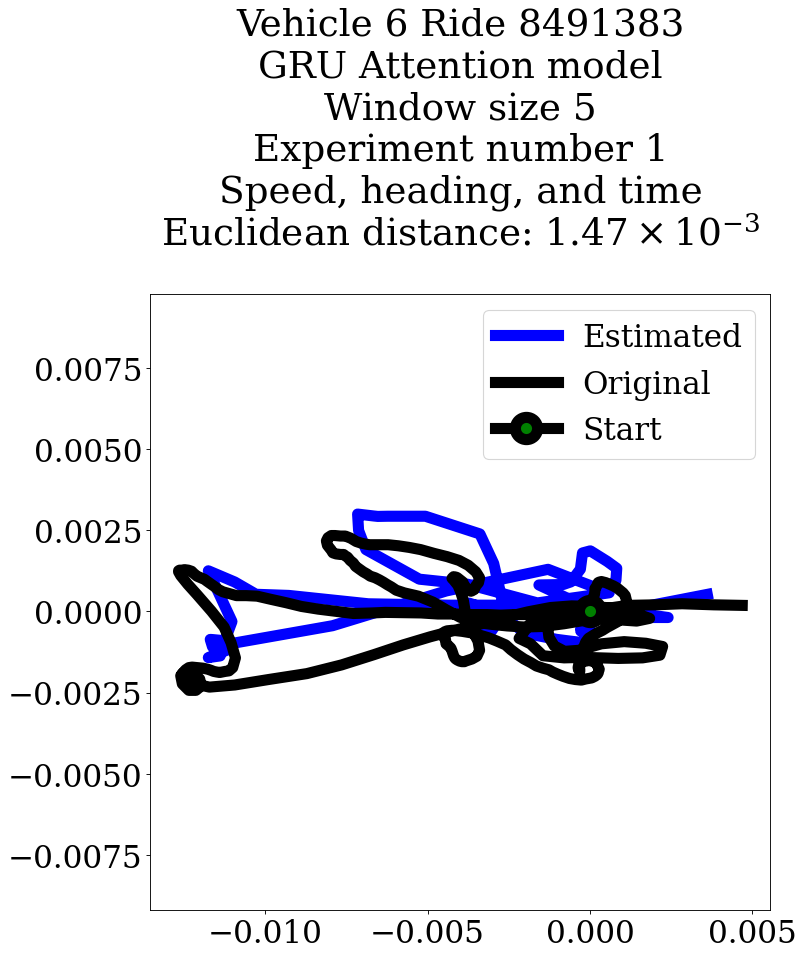 Vehicle 6 Ride 8491383
GRU Attention model
Window size 5
Experiment number 1
Speed, heading, and time
Euclidean distance: 1.47 × 10⁻³
Estimated
Original
Start
0.0075
0.0050
0.0025
0.0000
−0.0025
−0.0050
−0.0075
−0.010
−0.005
0.000
0.005